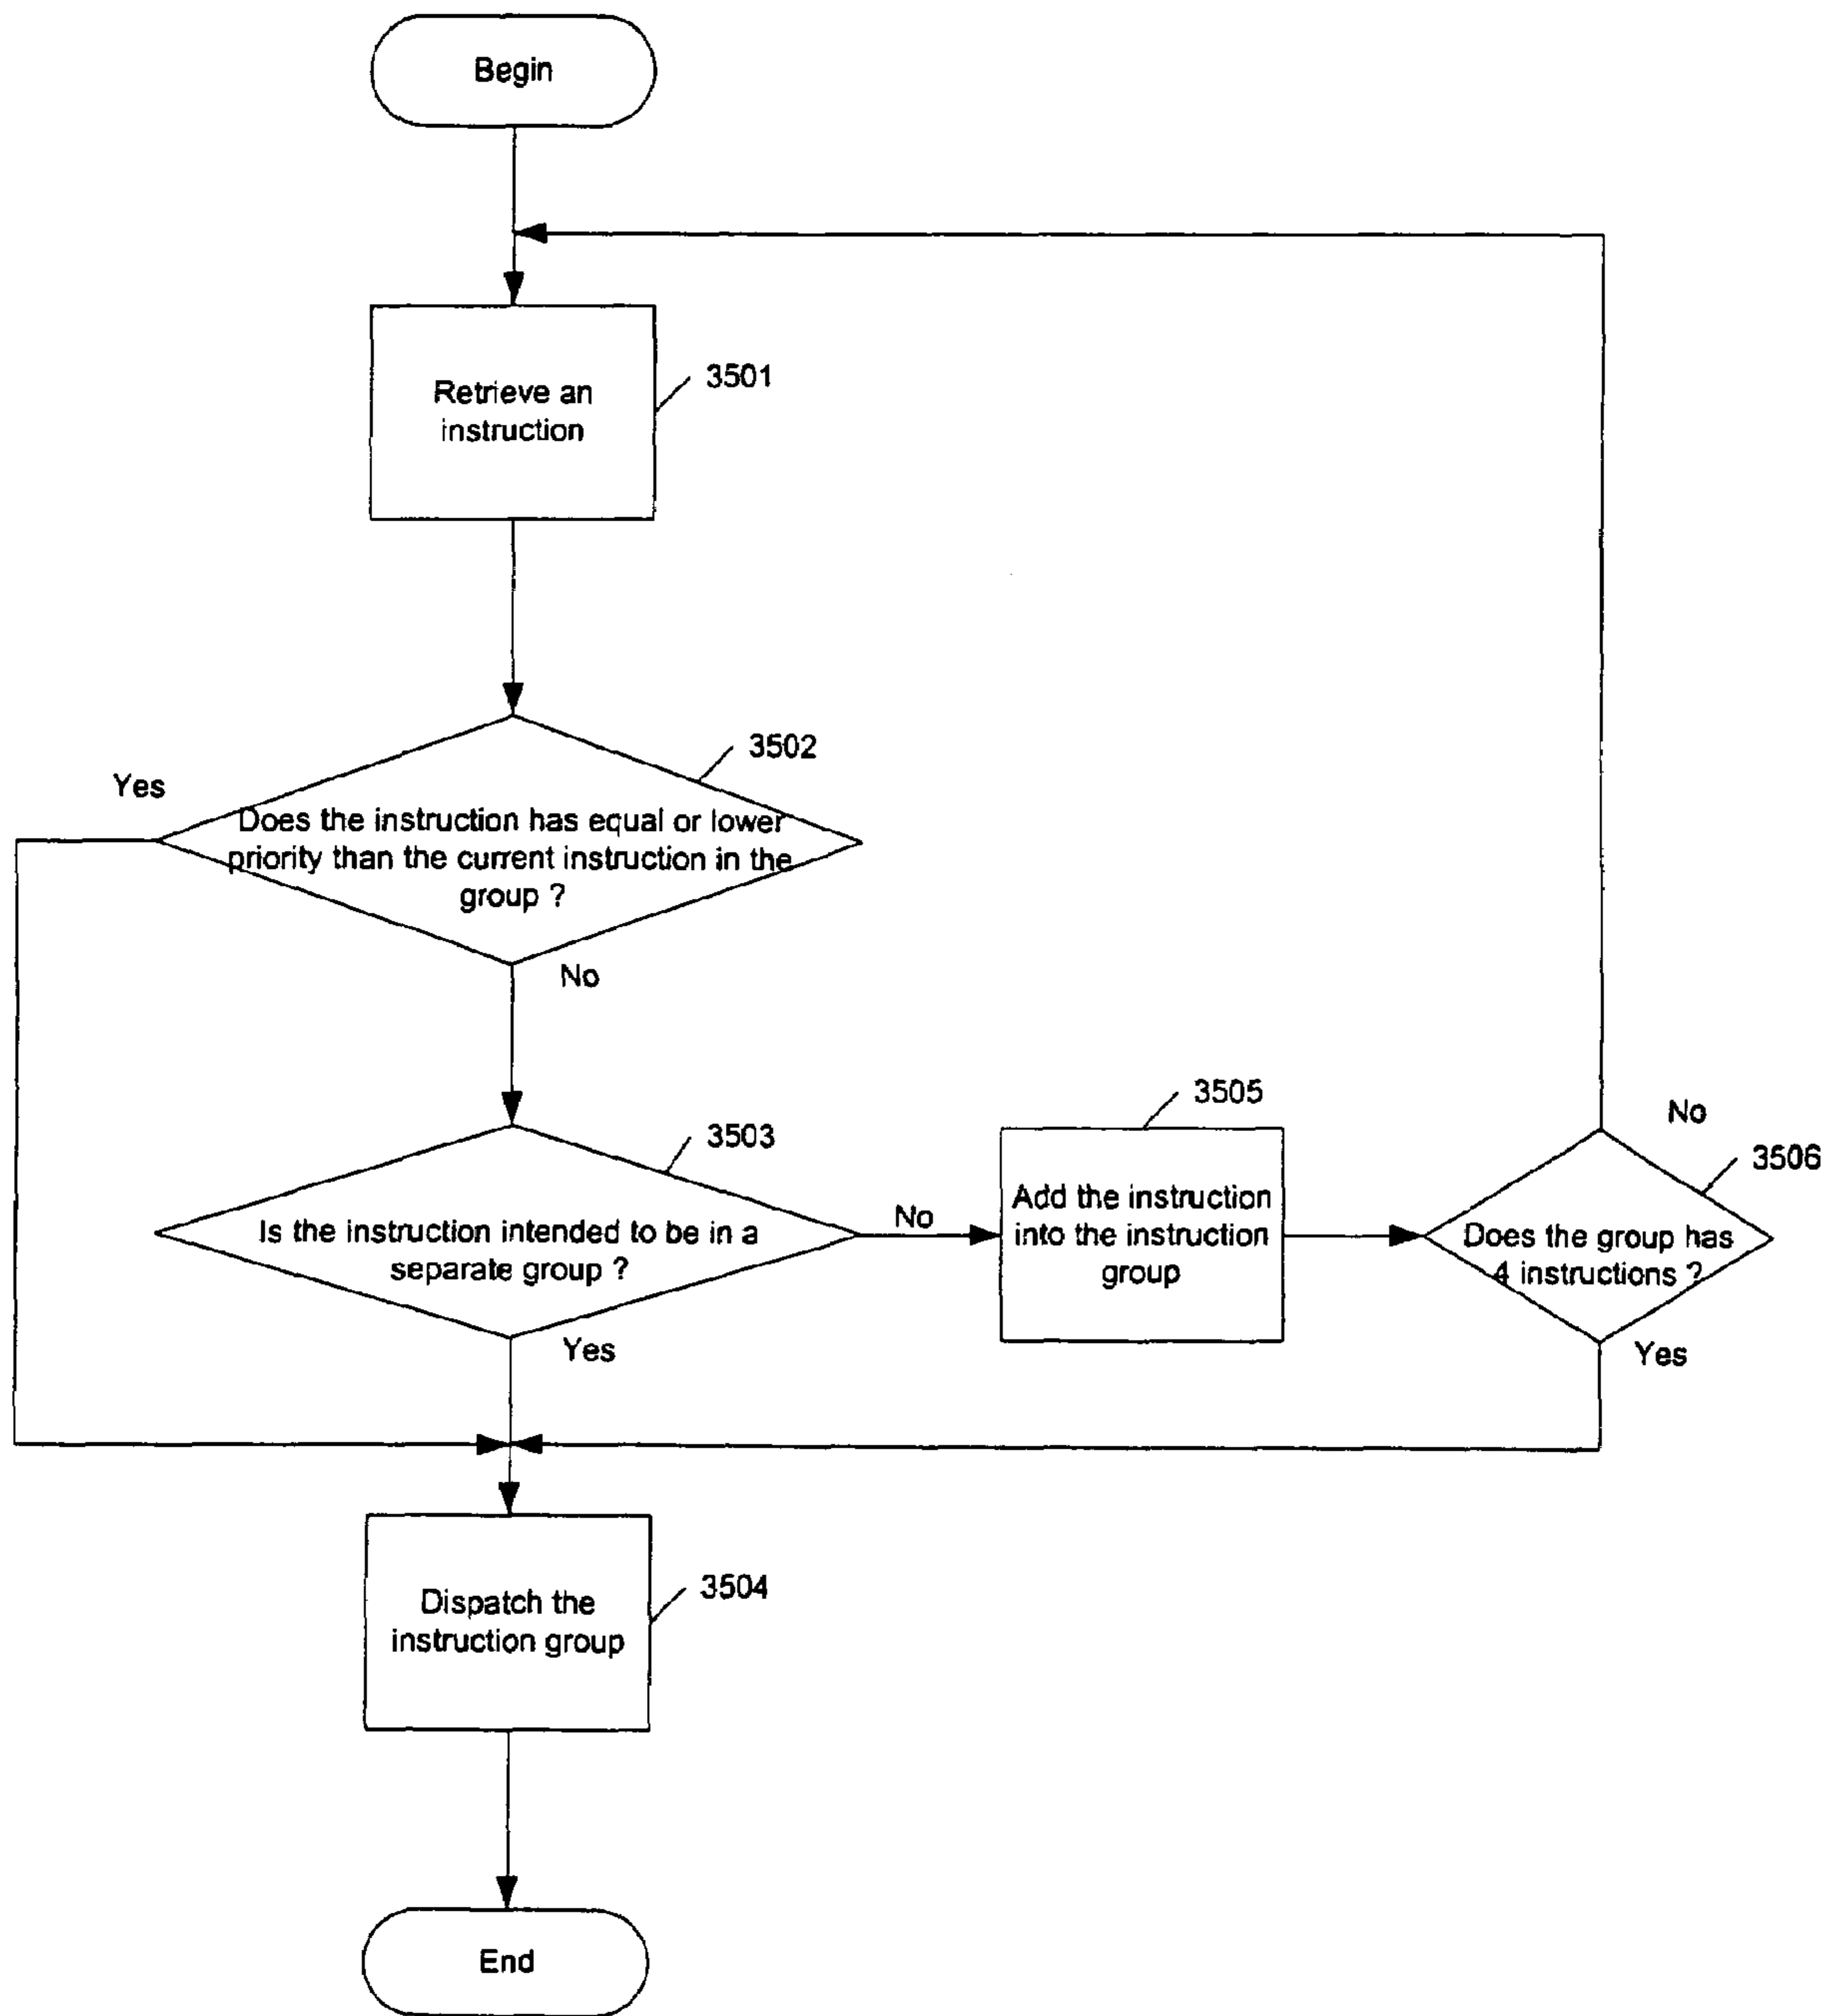 Begin
Retrieve an
instruction
3501
3502
Yes
Does the instruction has equal or lower
priority than the current instruction in the
group ?
No
3503
Is the instruction intended to be in a
separate group ?
No
Yes
3505
Add the instruction
into the instruction
group
No
3506
Does the group has
4 instructions ?
Yes
Dispatch the
instruction group
3504
End